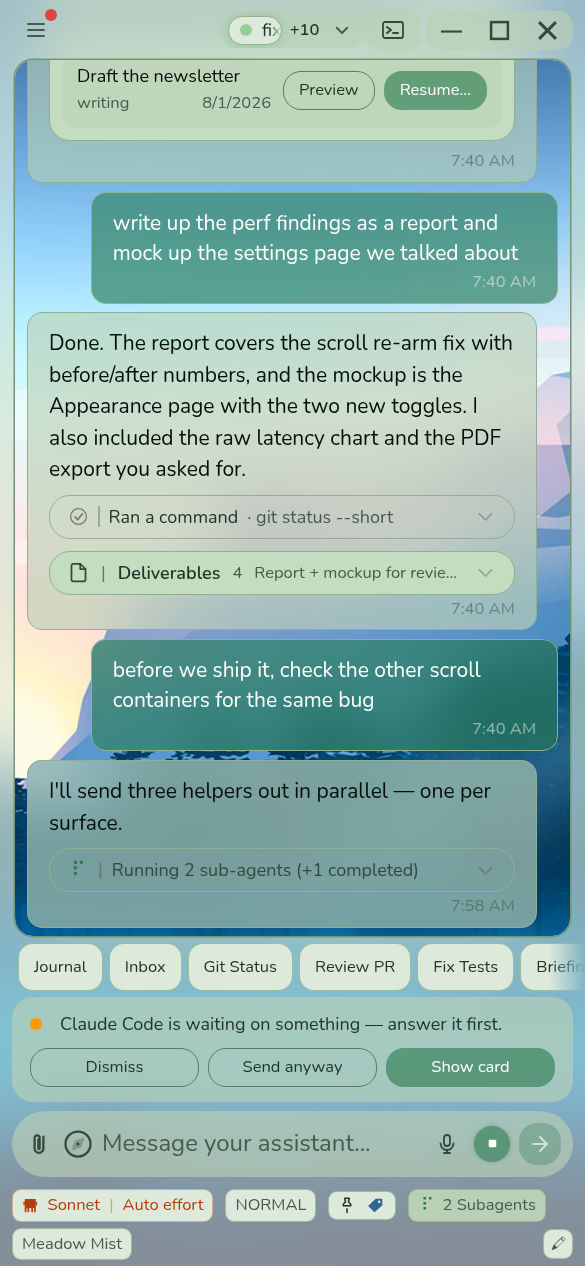 fix +10
Draft the newsletter
writing 8/1/2026 Preview Resume...
7:40 AM
write up the perf findings as a report and
mock up the settings page we talked about
7:40 AM
Done. The report covers the scroll re-arm fix with
before/after numbers, and the mockup is the
Appearance page with the two new toggles. I
also included the raw latency chart and the PDF
export you asked for.
Ran a command · git status --short
Deliverables 4 Report + mockup for revie...
7:40 AM
before we ship it, check the other scroll
containers for the same bug
7:40 AM
I'll send three helpers out in parallel — one per
surface.
Running 2 sub-agents (+1 completed)
7:58 AM
Journal Inbox Git Status Review PR Fix Tests
Claude Code is waiting on something — answer it first.
Dismiss Send anyway Show card
Message your assistant...
Sonnet | Auto effort NORMAL 2 Subagents
Meadow Mist